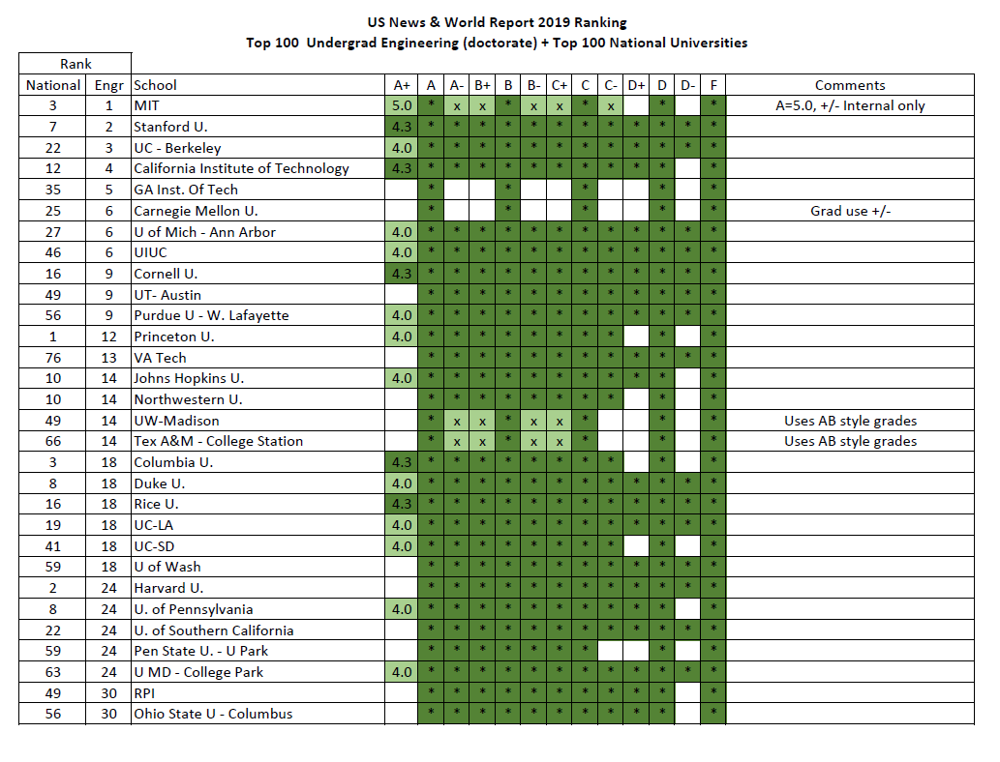 US News & World Report 2019 Ranking
Top 100 Undergrad Engineering (doctorate) + Top 100 National Universities
Rank
National Engr School A+ A A- B+ B B- C+ C C- D+ D D- F Comments
3 1 MIT 5.0 * x x * x x * x * * A=5.0, +/- Internal only
7 2 Stanford U. 4.3 * * * * * * * * * * * *
22 3 UC - Berkeley 4.0 * * * * * * * * * * * *
12 4 California Institute of Technology 4.3 * * * * * * * * * * *
35 5 GA Inst. Of Tech * * * * *
25 6 Carnegie Mellon U. * * * * * Grad use +/-
27 6 U of Mich - Ann Arbor 4.0 * * * * * * * * * * * *
46 6 UIUC 4.0 * * * * * * * * * * * *
16 9 Cornell U. 4.3 * * * * * * * * * * * *
49 9 UT- Austin * * * * * * * * * * * *
56 9 Purdue U - W. Lafayette 4.0 * * * * * * * * * * * *
1 12 Princeton U. 4.0 * * * * * * * * * *
76 13 VA Tech * * * * * * * * * * * *
10 14 Johns Hopkins U. 4.0 * * * * * * * * * * *
10 14 Northwestern U. * * * * * * * * * *
49 14 UW-Madison * x x * x x * * * Uses AB style grades
66 14 Tex A&M - College Station * x x * x x * * * Uses AB style grades
3 18 Columbia U. 4.3 * * * * * * * * * *
8 18 Duke U. 4.0 * * * * * * * * * * * *
16 18 Rice U. 4.3 * * * * * * * * * * * *
19 18 UC-LA 4.0 * * * * * * * * * * * *
41 18 UC-SD 4.0 * * * * * * * * * *
59 18 U of Wash * * * * * * * * * * * *
2 24 Harvard U. * * * * * * * * * * * *
8 24 U. of Pennsylvania 4.0 * * * * * * * * * * *
22 24 U. of Southern California * * * * * * * * * * * *
59 24 Pen State U. - U Park * * * * * * * * *
63 24 U MD - College Park 4.0 * * * * * * * * * * * *
49 30 RPI * * * * * * * * * * *
56 30 Ohio State U - Columbus * * * * * * * * * * *